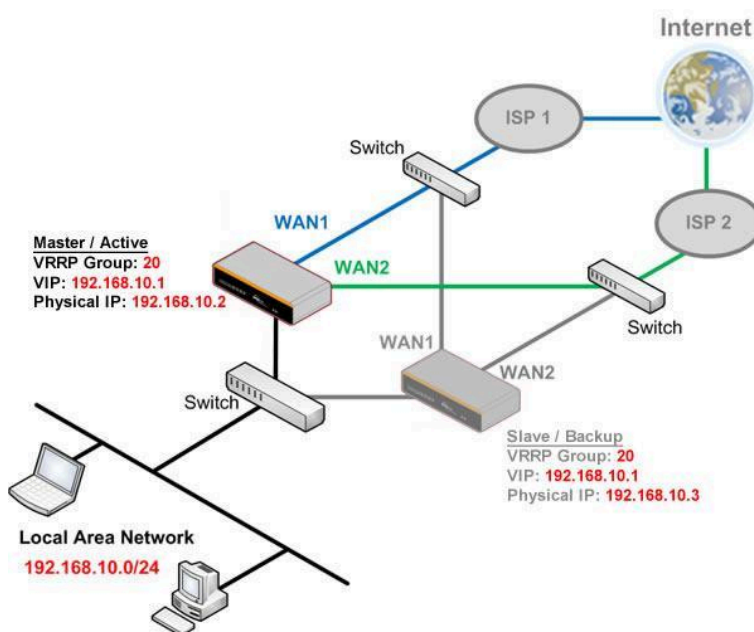 Internet
ISP 1
Switch
WAN1
Master / Active
VRRP Group: 20
VIP: 192.168.10.1
Physical IP: 192.168.10.2
WAN2
ISP 2
Switch
WAN1
WAN2
Switch
Slave / Backup
VRRP Group: 20
VIP: 192.168.10.1
Physical IP: 192.168.10.3
Local Area Network
192.168.10.0/24